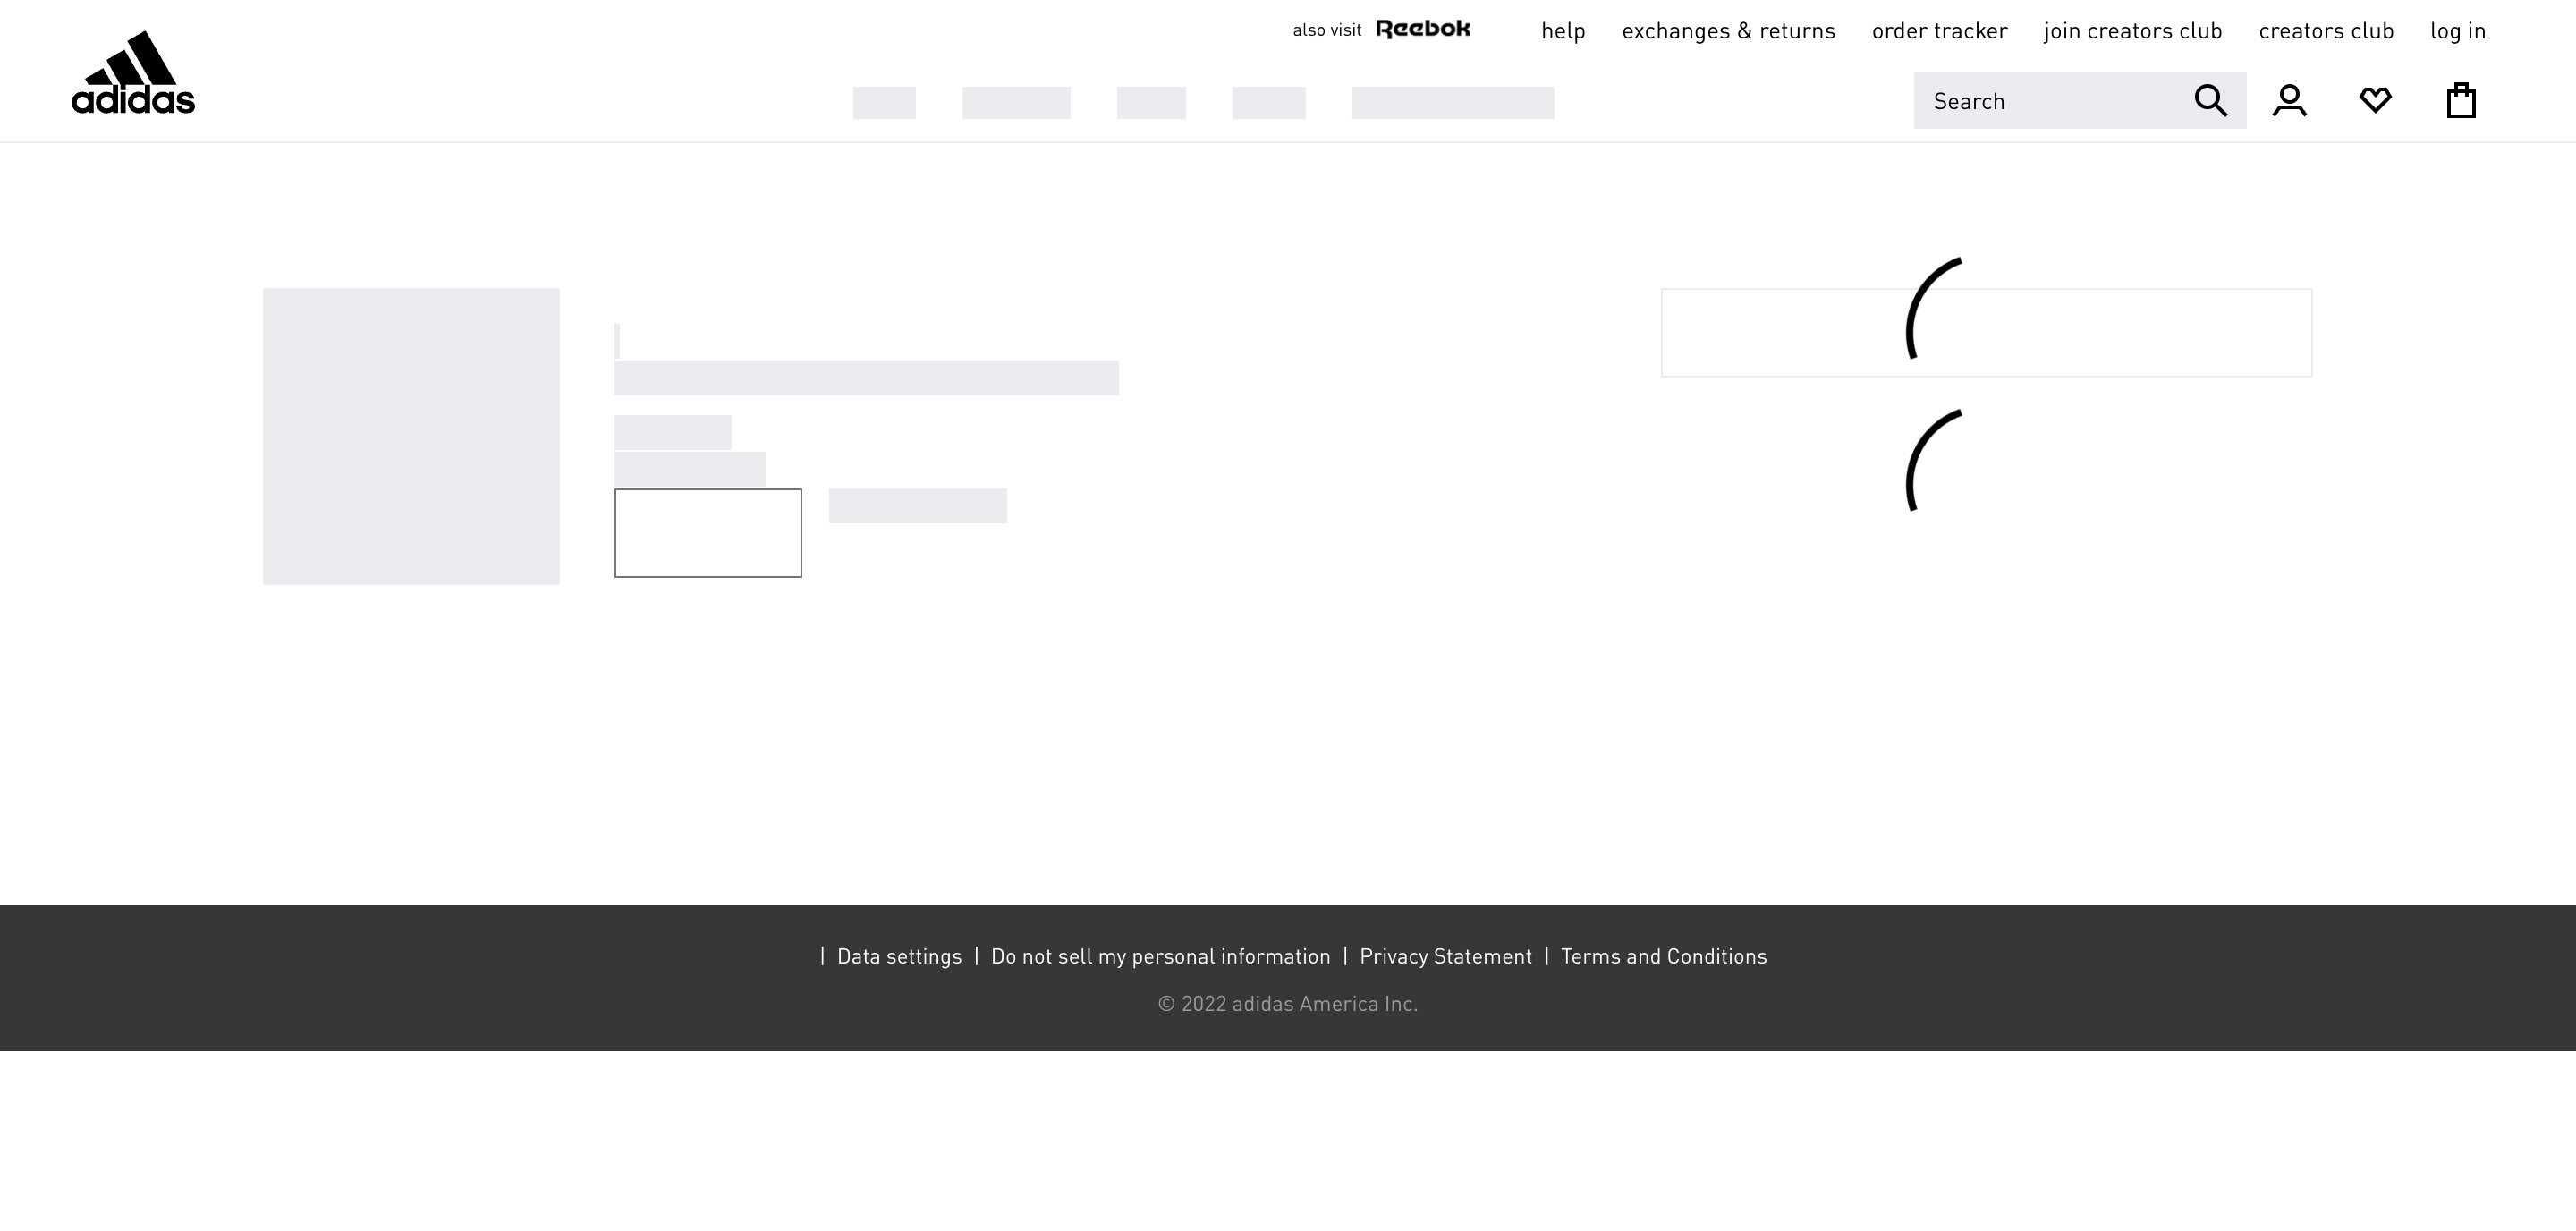 also visit Reebok help exchanges & returns order tracker join creators club creators club log in
adidas
Search
| Data settings | Do not sell my personal information | Privacy Statement | Terms and Conditions
© 2022 adidas America Inc.